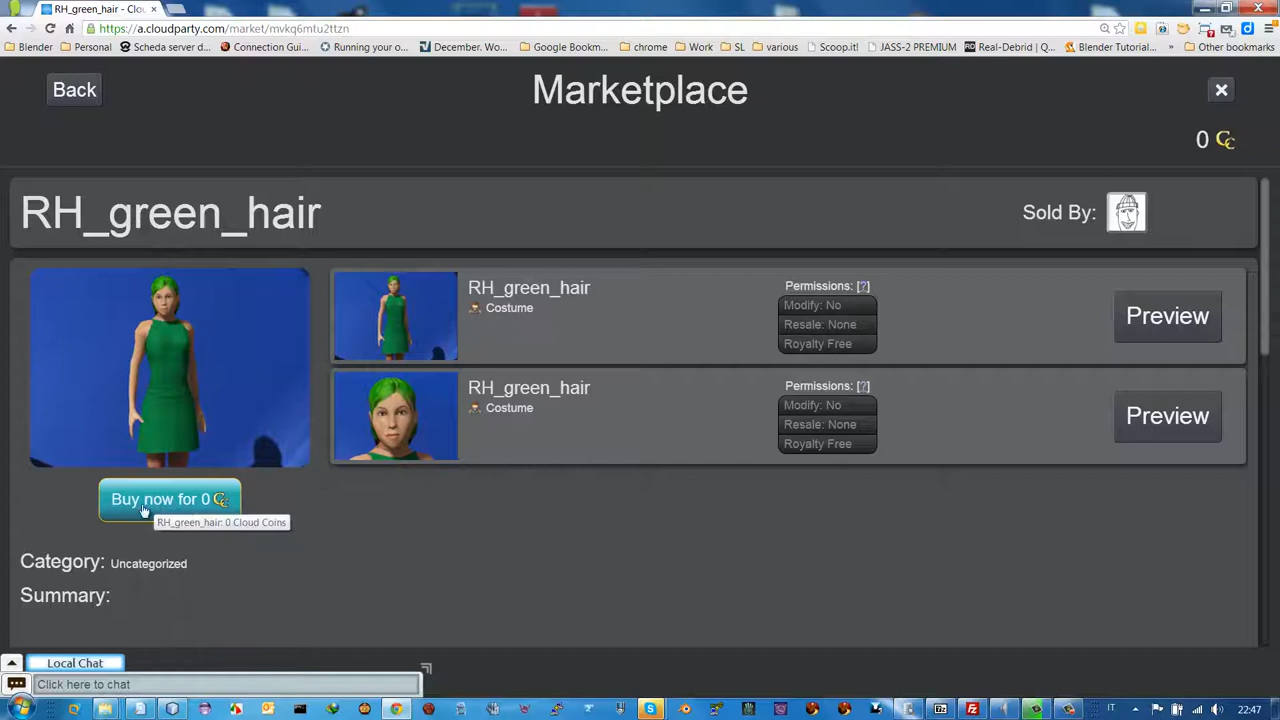 RH_green_hair - Clou
https://a.cloudparty.com/market/mvkq6mtu2ttzn
Blender Personal Scheda server d... Connection Gui... Running your o... December. Wo... Google Bookm... chrome Work SL various Scoop.it! JASS-2 PREMIUM Real-Debrid | Q... Blender Tutorial... » Other bookmarks
Back
Marketplace
0
RH_green_hair
Sold By:
RH_green_hair
Costume
Permissions: [?]
Modify: No
Resale: None
Royalty Free
Preview
RH_green_hair
Costume
Permissions: [?]
Modify: No
Resale: None
Royalty Free
Preview
Buy now for 0
RH_green_hair: 0 Cloud Coins
Category: Uncategorized
Summary:
Local Chat
Click here to chat
IT 22:47